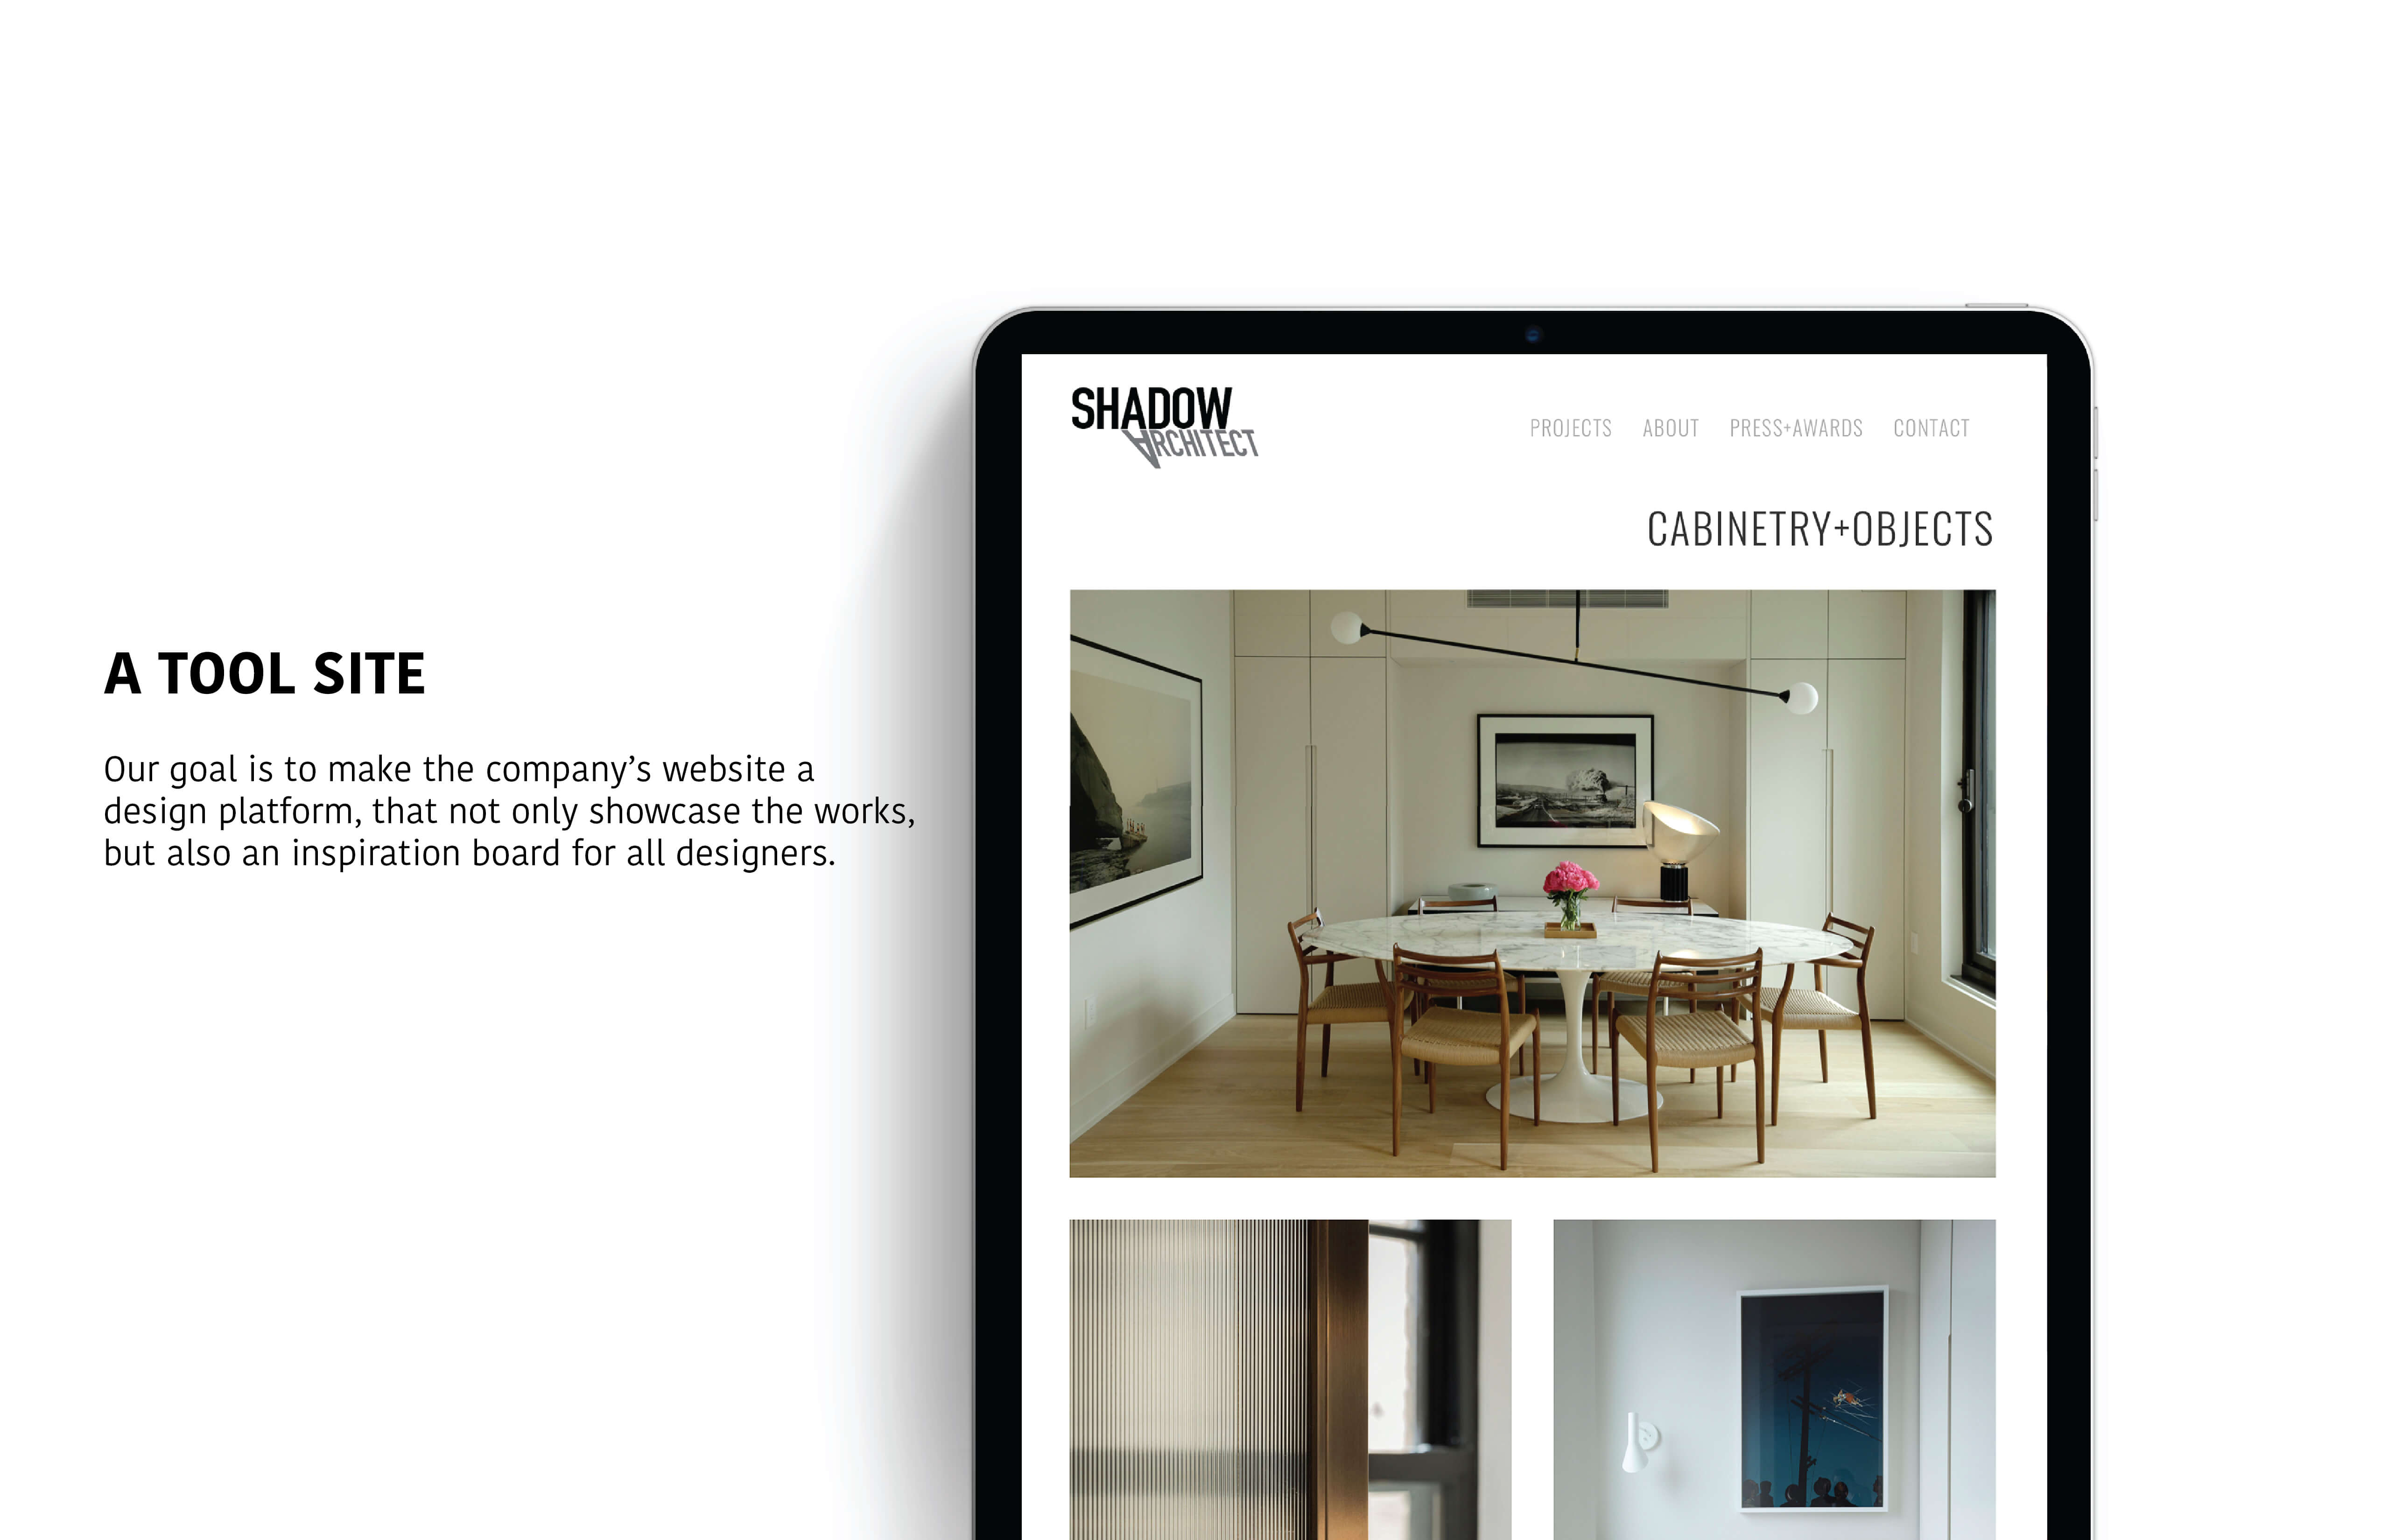 A TOOL SITE
Our goal is to make the company’s website a
design platform, that not only showcase the works,
but also an inspiration board for all designers.
SHADOW
ARCHITECT
PROJECTS ABOUT PRESS+AWARDS CONTACT
CABINETRY+OBJECTS